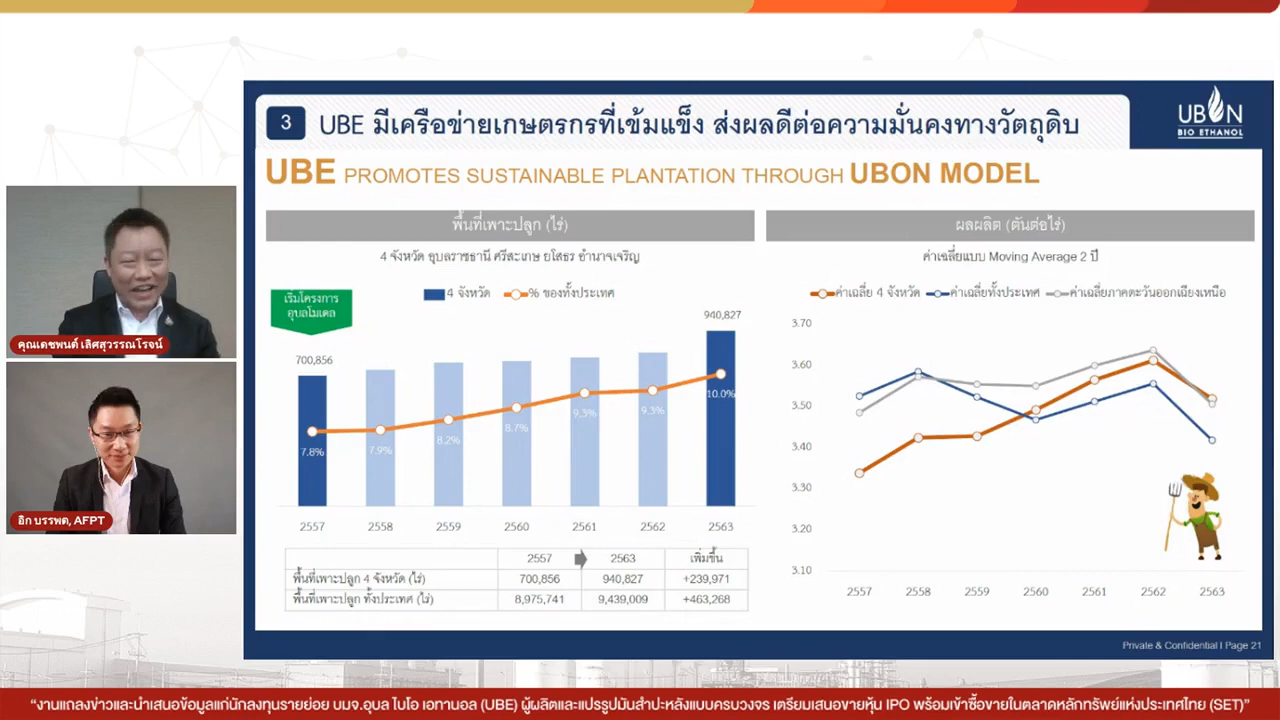 3 UBE มีเครือข่ายเกษตรกรที่เข้มแข็ง ส่งผลดีต่อความมั่นคงทางวัตถุดิบ
UBON
BIO ETHANOL
UBE PROMOTES SUSTAINABLE PLANTATION THROUGH UBON MODEL
พื้นที่เพาะปลูก (ไร่)
4 จังหวัด อุบลราชธานี ศรีสะเกษ ยโสธร อำนาจเจริญ
เริ่มโครงการ
อุบลโมเดล
4 จังหวัด % ของทั้งประเทศ
700,856
940,827
7.8% 7.9% 8.2% 8.7% 9.3% 9.3% 10.0%
2557 2558 2559 2560 2561 2562 2563
2557 2563 เพิ่มขึ้น
พื้นที่เพาะปลูก 4 จังหวัด (ไร่) 700,856 940,827 +239,971
พื้นที่เพาะปลูก ทั้งประเทศ (ไร่) 8,975,741 9,439,009 +463,268
ผลผลิต (ตันต่อไร่)
ค่าเฉลี่ยแบบ Moving Average 2 ปี
ค่าเฉลี่ย 4 จังหวัด ค่าเฉลี่ยทั้งประเทศ ค่าเฉลี่ยภาคตะวันออกเฉียงเหนือ
3.70
3.60
3.50
3.40
3.30
3.20
3.10
2557 2558 2559 2560 2561 2562 2563
Private & Confidential I Page 21
คุณเดชพนต์ เลิศสุวรรณโรจน์
อิก บรรพต, AFPT
“งานแถลงข่าวและนำเสนอข้อมูลแก่นักลงทุนรายย่อย บมจ.อุบล ไบโอ เอทานอล (UBE) ผู้ผลิตและแปรรูปมันสำปะหลังแบบครบวงจร เตรียมเสนอขายหุ้น IPO พร้อมเข้าซื้อขายในตลาดหลักทรัพย์แห่งประเทศไทย (SET)”